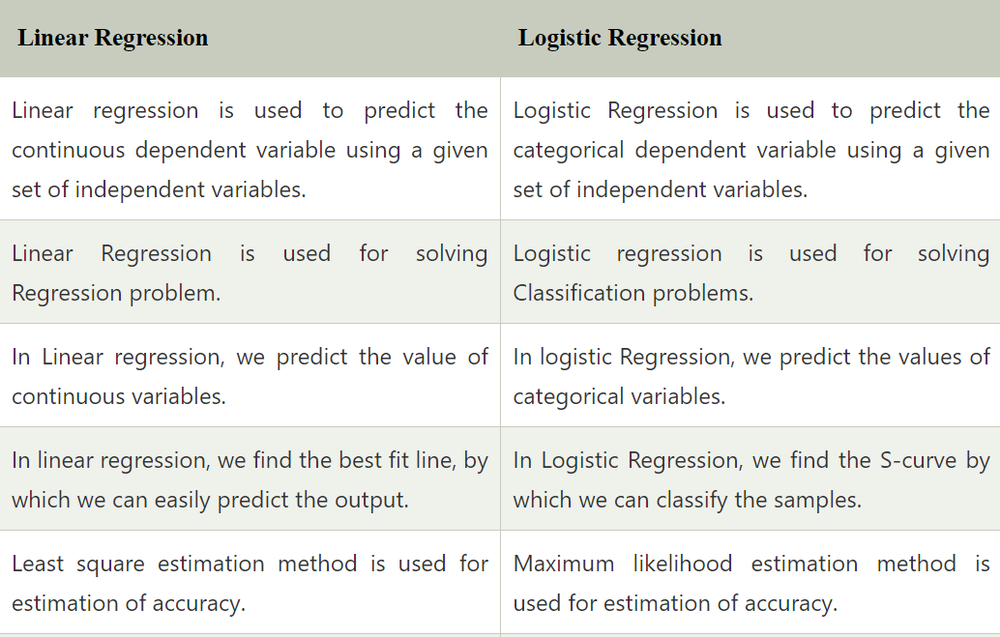 Linear Regression
Logistic Regression
Linear regression is used to predict the
continuous dependent variable using a given
set of independent variables.
Logistic Regression is used to predict the
categorical dependent variable using a given
set of independent variables.
Linear Regression is used for solving
Regression problem.
Logistic regression is used for solving
Classification problems.
In Linear regression, we predict the value of
continuous variables.
In logistic Regression, we predict the values of
categorical variables.
In linear regression, we find the best fit line, by
which we can easily predict the output.
In Logistic Regression, we find the S-curve by
which we can classify the samples.
Least square estimation method is used for
estimation of accuracy.
Maximum likelihood estimation method is
used for estimation of accuracy.